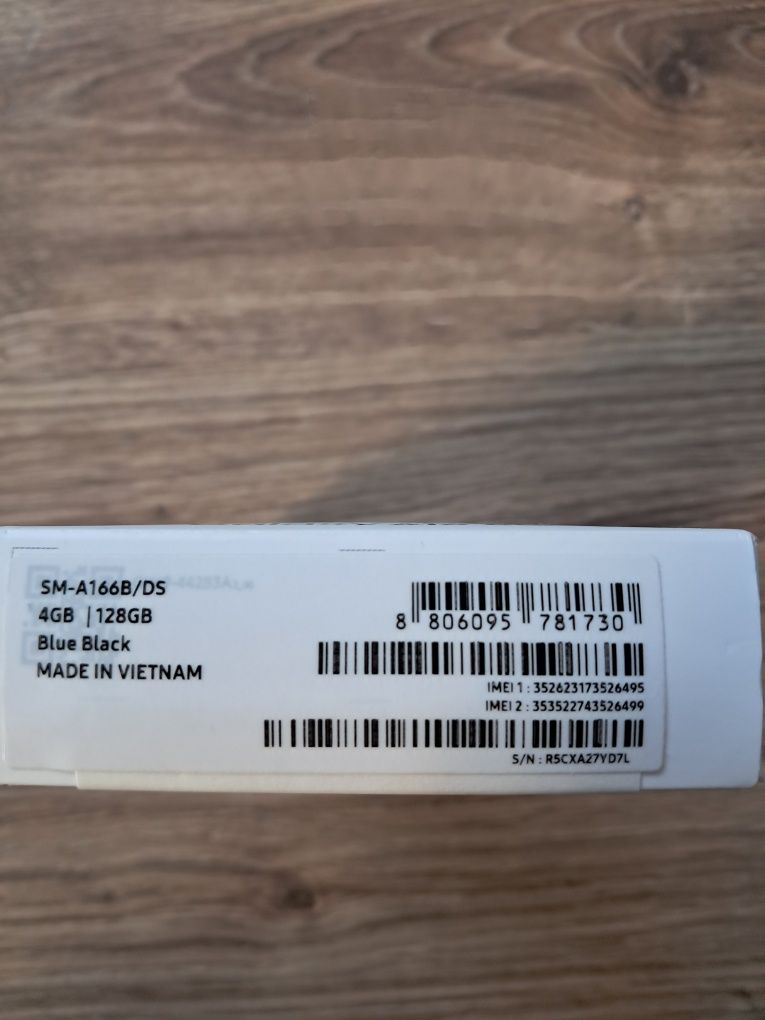 SM-A166B/DS
4GB | 128GB
Blue Black
MADE IN VIETNAM
8 806095 781730
IMEI 1 : 352623173526495
IMEI 2 : 353522743526499
S/N : R5CXA27YD7L